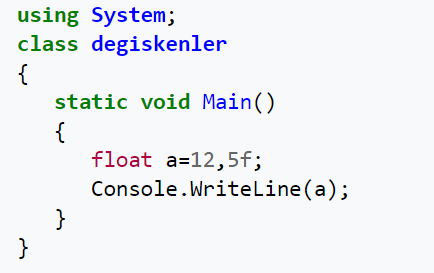 using System;
class degiskenler
{
   static void Main()
   {
      float a=12,5f;
      Console.WriteLine(a);
   }
}